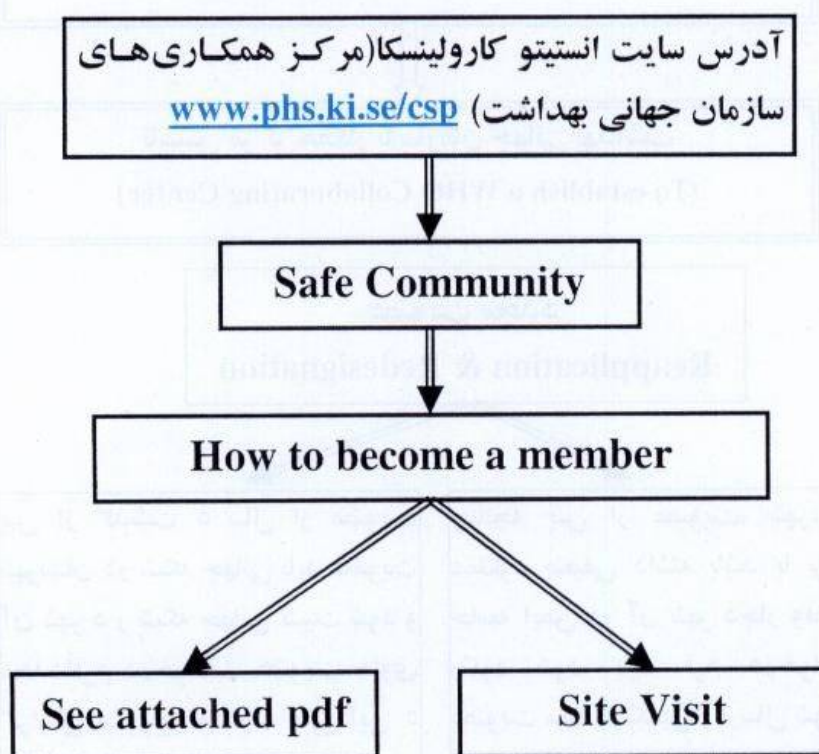 آدرس سایت انستیتو کارولینسکا(مرکز همکاری‌های
سازمان جهانی بهداشت) www.phs.ki.se/csp
Safe Community
How to become a member
See attached pdf
Site Visit